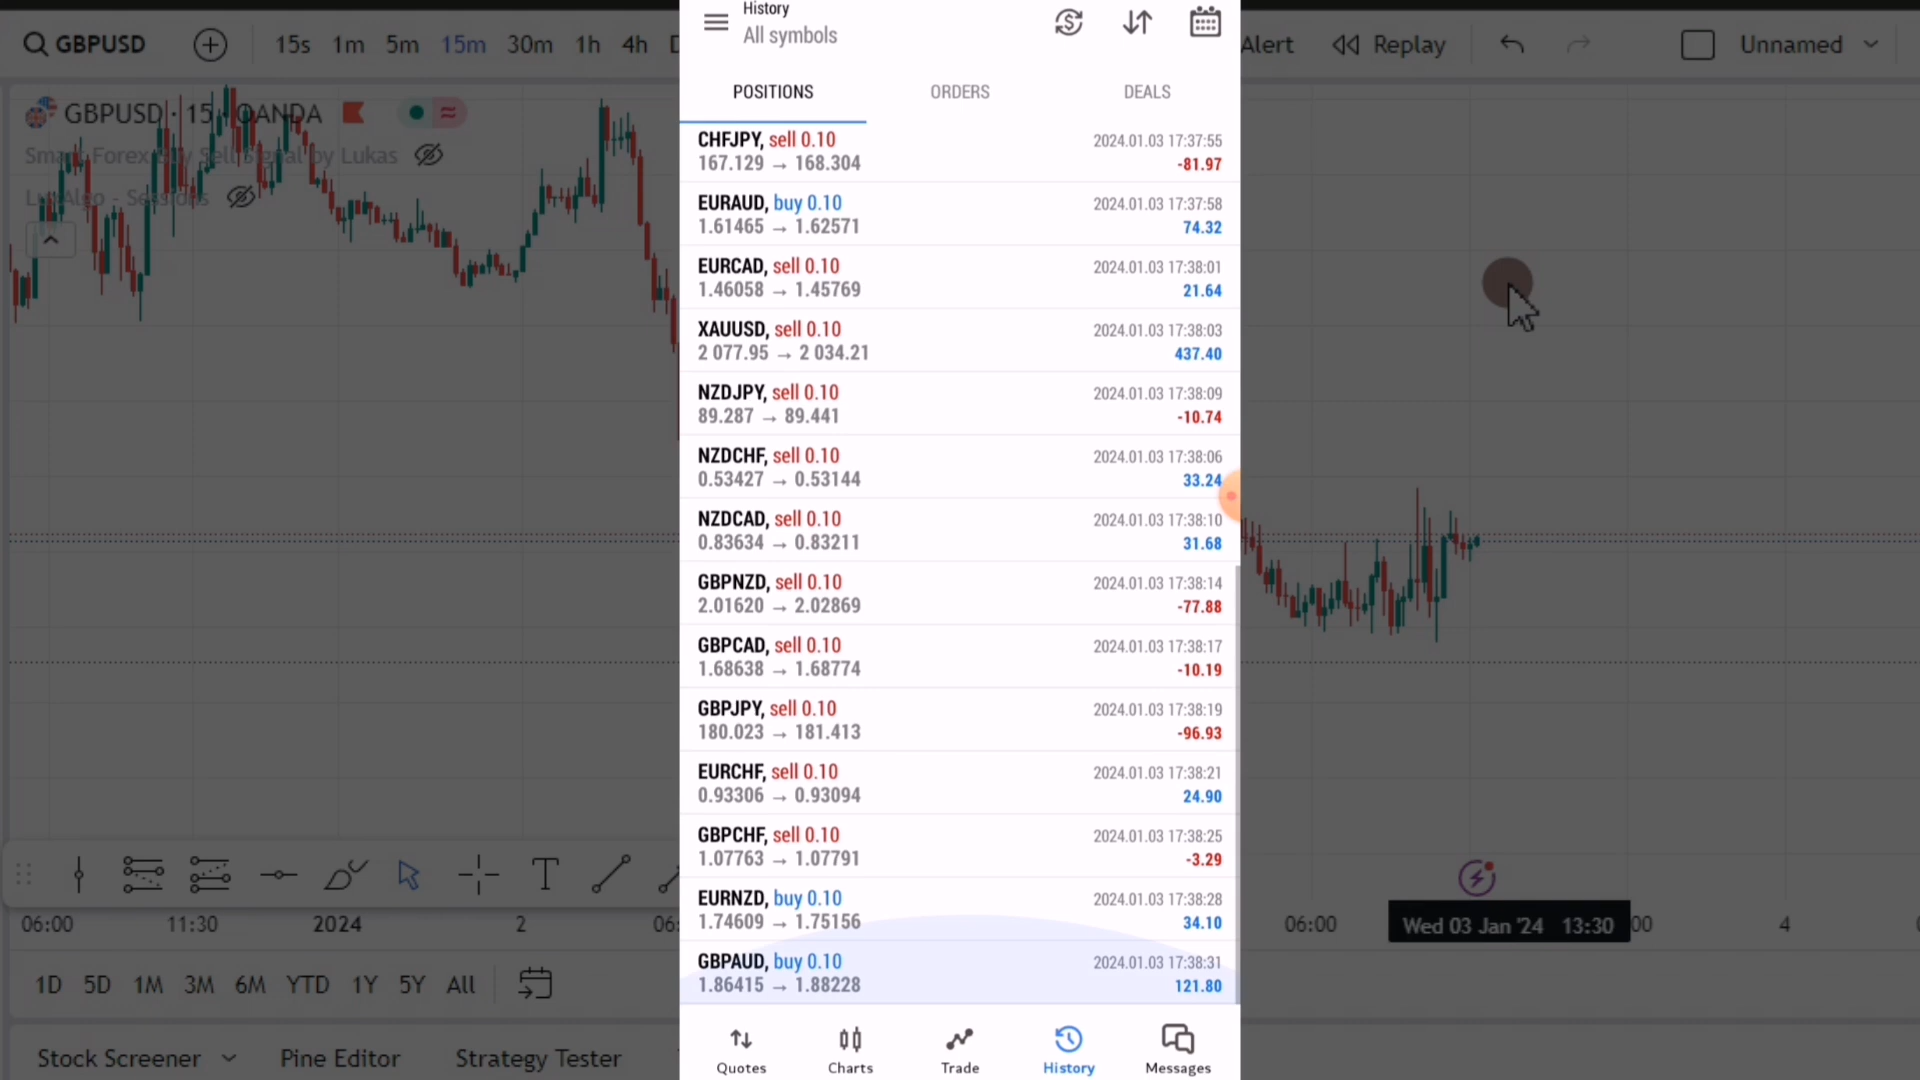 GBPUSD
15s 1m 5m 15m 30m 1h 4h
History
All symbols
Alert Replay Unnamed
POSITIONS ORDERS DEALS
GBPUSD · 15 OANDA
Smart Forex Buy Sell Signal by Lukas
LuxAlgo - Sessions
CHFJPY, sell 0.10 2024.01.03 17:37:55
167.129 → 168.304 -81.97
EURAUD, buy 0.10 2024.01.03 17:37:58
1.61465 → 1.62571 74.32
EURCAD, sell 0.10 2024.01.03 17:38:01
1.46058 → 1.45769 21.64
XAUUSD, sell 0.10 2024.01.03 17:38:03
2 077.95 → 2 034.21 437.40
NZDJPY, sell 0.10 2024.01.03 17:38:09
89.287 → 89.441 -10.74
NZDCHF, sell 0.10 2024.01.03 17:38:06
0.53427 → 0.53144 33.24
NZDCAD, sell 0.10 2024.01.03 17:38:10
0.83634 → 0.83211 31.68
GBPNZD, sell 0.10 2024.01.03 17:38:14
2.01620 → 2.02869 -77.88
GBPCAD, sell 0.10 2024.01.03 17:38:17
1.68638 → 1.68774 -10.19
GBPJPY, sell 0.10 2024.01.03 17:38:19
180.023 → 181.413 -96.93
EURCHF, sell 0.10 2024.01.03 17:38:21
0.93306 → 0.93094 24.90
GBPCHF, sell 0.10 2024.01.03 17:38:25
1.07763 → 1.07791 -3.29
EURNZD, buy 0.10 2024.01.03 17:38:28
1.74609 → 1.75156 34.10
GBPAUD, buy 0.10 2024.01.03 17:38:31
1.86415 → 1.88228 121.80
06:00 11:30 2024 2 06: 06:00 Wed 03 Jan '24 13:30 00 4
1D 5D 1M 3M 6M YTD 1Y 5Y All
Stock Screener Pine Editor Strategy Tester
Quotes Charts Trade History Messages